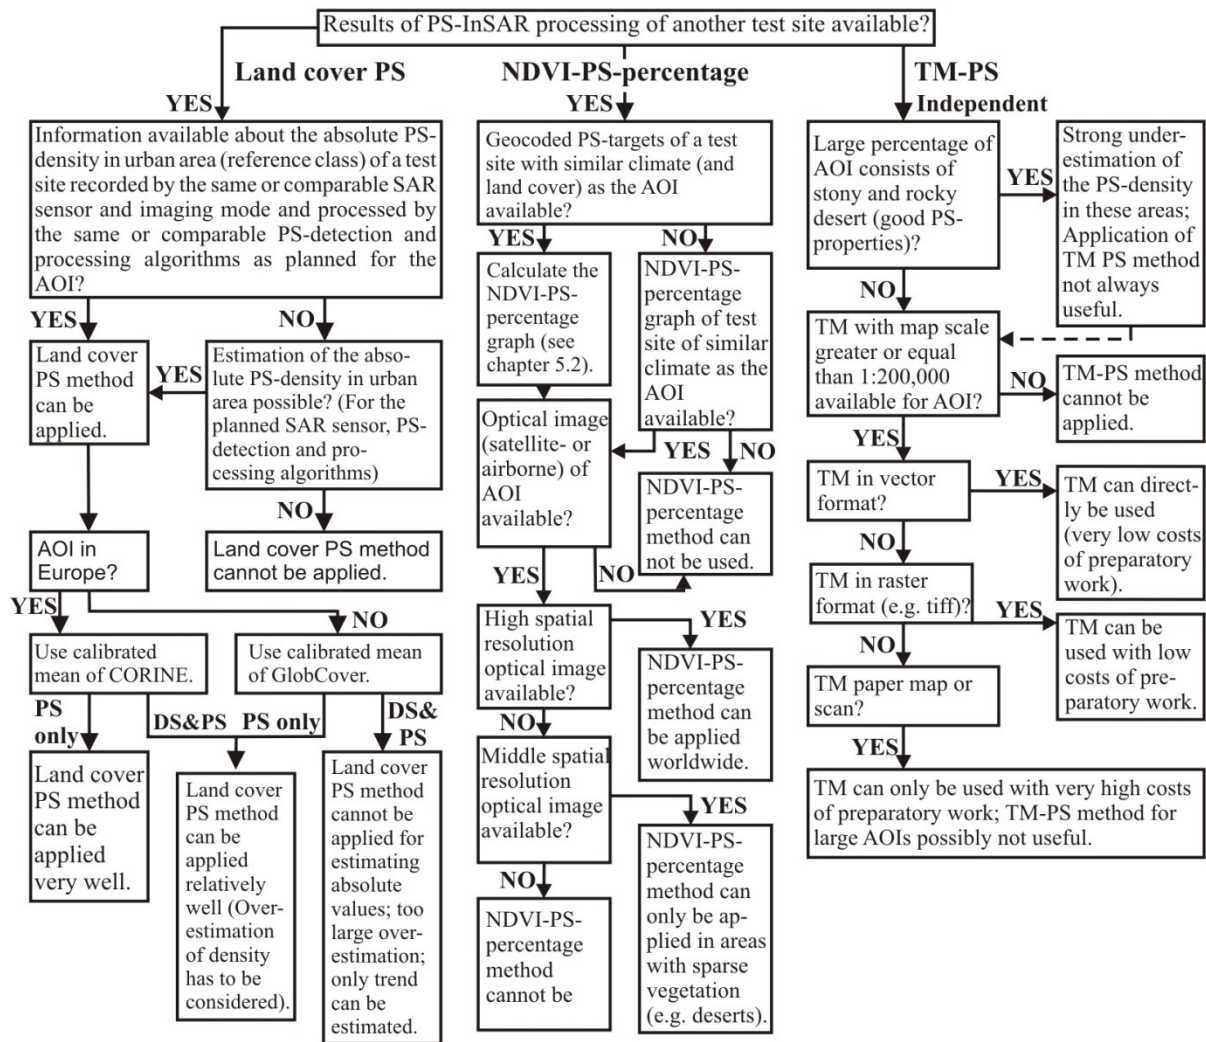 Results of PS-InSAR processing of another test site available?
Land cover PS
YES
Information available about the absolute PS-
density in urban area (reference class) of a test
site recorded by the same or comparable SAR
sensor and imaging mode and processed by
the same or comparable PS-detection and
processing algorithms as planned for the
AOI?
YES
NO
Land cover
PS method
can be
applied.
YES
Estimation of the abso-
lute PS-density in urban
area possible? (For the
planned SAR sensor, PS-
detection and pro-
cessing algorithms)
NO
AOI in
Europe?
Land cover PS method
cannot be applied.
YES
NO
Use calibrated
mean of CORINE.
Use calibrated mean
of GlobCover.
PS
only
DS&PS
PS only
DS&
PS
Land cover
PS method
can be
applied
very well.
Land cover
PS method
can be
applied
relatively
well (Over-
estimation
of density
has to be
considered).
Land cover
PS method
cannot be
applied for
estimating
absolute
values; too
large over-
estimation;
only trend
can be
estimated.
NDVI-PS-percentage
YES
Geocoded PS-targets of a test
site with similar climate (and
land cover) as the AOI
available?
YES
NO
Calculate the
NDVI-PS-
percentage
graph (see
chapter 5.2).
NDVI-PS-
percentage
graph of test
site of similar
climate as the
AOI
available?
Optical image
(satellite- or
airborne) of
AOI
available?
YES
NO
NDVI-PS-
percentage
method can
not be used.
YES
NO
High spatial
resolution
optical image
available?
YES
NDVI-PS-
percentage
method can
be applied
worldwide.
NO
Middle spatial
resolution
optical image
available?
YES
NDVI-PS-
percentage
method can
only be ap-
plied in areas
with sparse
vegetation
(e.g. deserts).
NO
NDVI-PS-
percentage
method
cannot be
TM-PS
Independent
Large percentage of
AOI consists of
stony and rocky
desert (good PS-
properties)?
YES
Strong under-
estimation of
the PS-density
in these areas;
Application of
TM PS method
not always
useful.
NO
TM with map scale
greater or equal
than 1:200,000
available for AOI?
NO
TM-PS method
cannot be
applied.
YES
TM in vector
format?
YES
TM can direct-
ly be used
(very low costs
of preparatory
work).
NO
TM in raster
format (e.g. tiff)?
YES
TM can be
used with low
costs of pre-
paratory work.
NO
TM paper map or
scan?
YES
TM can only be used with very high costs
of preparatory work; TM-PS method for
large AOIs possibly not useful.